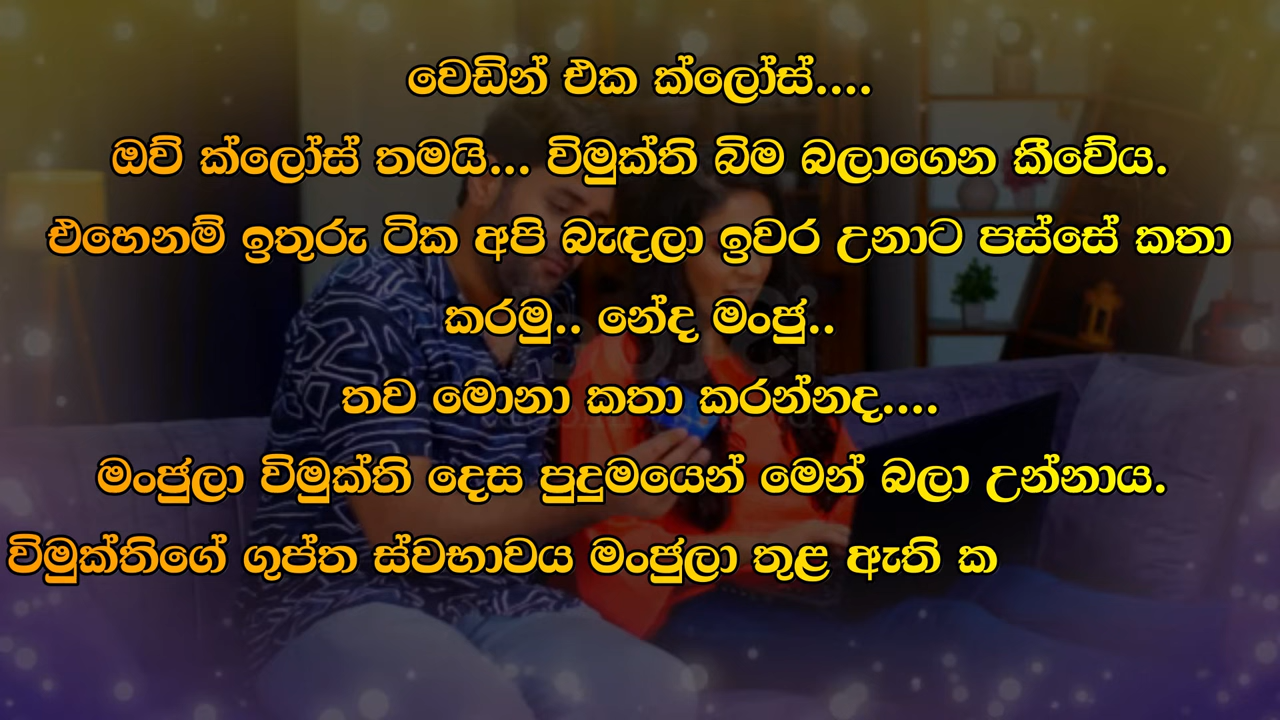 වෙඩින් එක ක්ලෝස්....
ඔව් ක්ලෝස් තමයි... විමුක්ති බිම බලාගෙන කීවේය.
එහෙනම් ඉතුරු ටික අපි බැඳලා ඉවර උනාට පස්සේ කතා
කරමු.. නේද මංජු..
තව මොනා කතා කරන්නද....
මංජුලා විමුක්ති දෙස පුදුමයෙන් මෙන් බලා උන්නාය.
විමුක්තිගේ ගුප්ත ස්වභාවය මංජුලා තුළ ඇති ක